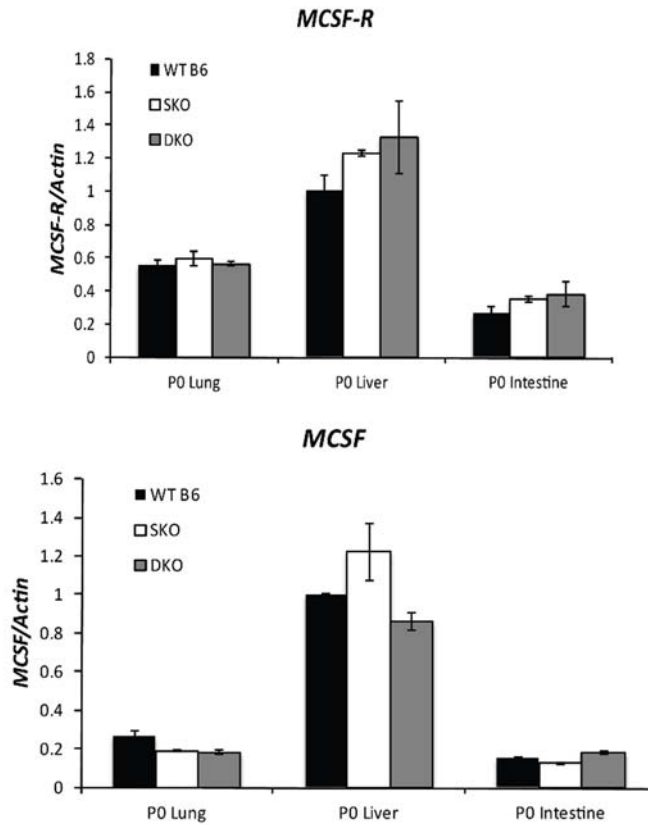 MCSF-R
MCSF-R/Actin
1.8
1.6
1.4
1.2
1
0.8
0.6
0.4
0.2
0
WT B6
SKO
DKO
P0 Lung P0 Liver P0 Intestine
MCSF
MCSF/Actin
1.6
1.4
1.2
1
0.8
0.6
0.4
0.2
0
WT B6
SKO
DKO
P0 Lung P0 Liver P0 Intestine